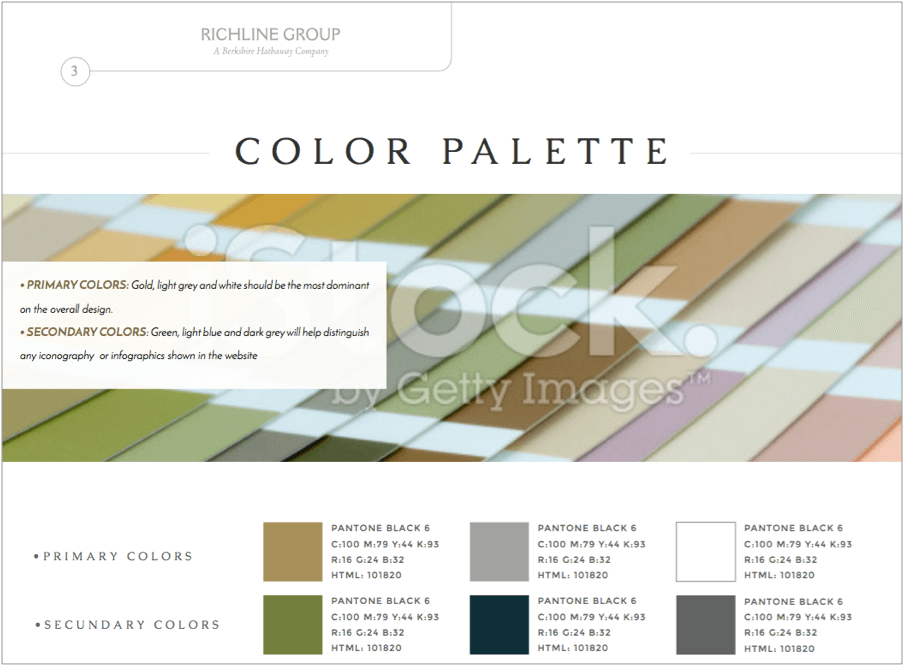 RICHLINE GROUP
A Berkshire Hathaway Company
3
COLOR PALETTE
iStock.
by Getty Images™
• PRIMARY COLORS: Gold, light grey and white should be the most dominant
on the overall design.
• SECONDARY COLORS: Green, light blue and dark grey will help distinguish
any iconography or infographics shown in the website
• PRIMARY COLORS
PANTONE BLACK 6
C:100 M:79 Y:44 K:93
R:16 G:24 B:32
HTML: 101820
PANTONE BLACK 6
C:100 M:79 Y:44 K:93
R:16 G:24 B:32
HTML: 101820
PANTONE BLACK 6
C:100 M:79 Y:44 K:93
R:16 G:24 B:32
HTML: 101820
• SECUNDARY COLORS
PANTONE BLACK 6
C:100 M:79 Y:44 K:93
R:16 G:24 B:32
HTML: 101820
PANTONE BLACK 6
C:100 M:79 Y:44 K:93
R:16 G:24 B:32
HTML: 101820
PANTONE BLACK 6
C:100 M:79 Y:44 K:93
R:16 G:24 B:32
HTML: 101820